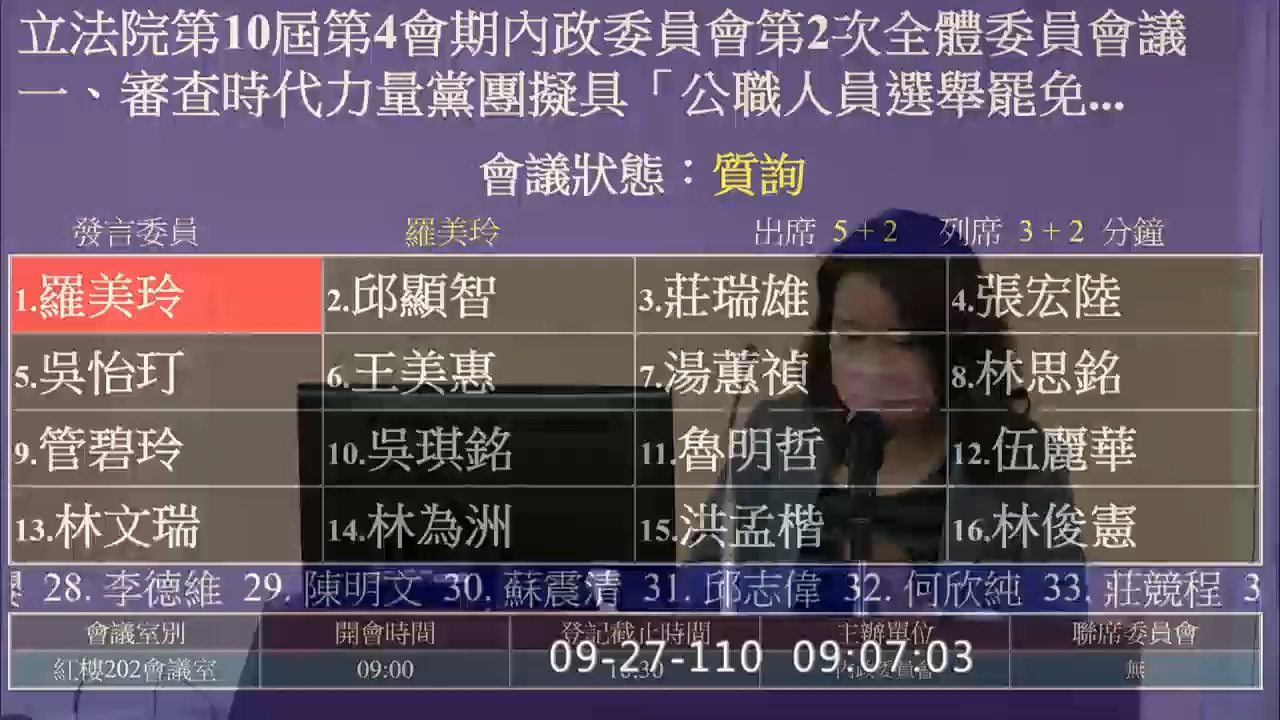 立法院第10屆第4會期內政委員會第2次全體委員會議
一、審查時代力量黨團擬具「公職人員選舉罷免...
會議狀態：質詢
發言委員 羅美玲 出席 5 + 2 列席 3 + 2 分鐘
1.羅美玲 2.邱顯智 3.莊瑞雄 4.張宏陸
5.吳怡玎 6.王美惠 7.湯蕙禎 8.林思銘
9.管碧玲 10.吳琪銘 11.魯明哲 12.伍麗華
13.林文瑞 14.林為洲 15.洪孟楷 16.林俊憲
28. 李德維 29. 陳明文 30. 蘇震清 31. 邱志偉 32. 何欣純 33. 莊競程 3
會議室別 開會時間 登記截止時間 主辦單位 聯席委員會
紅樓202會議室 09:00 10:30 內政委員會 無
09-27-110 09:07:03